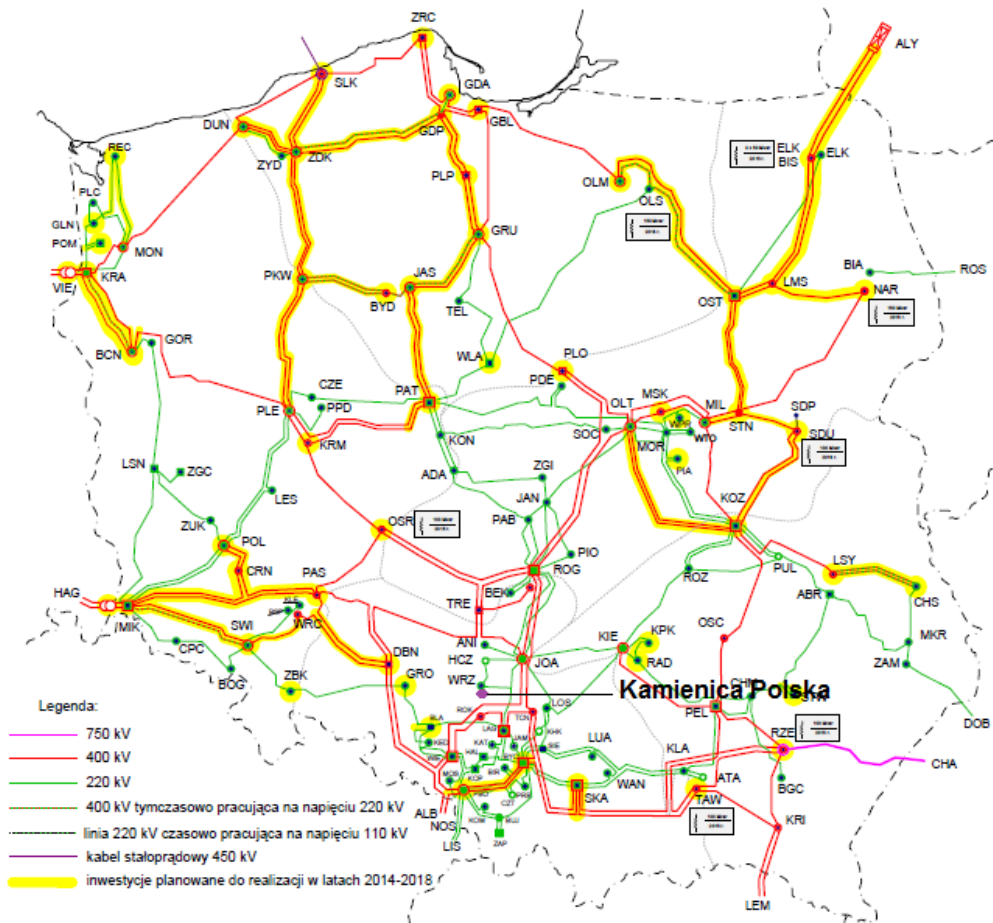 ZRC
SLK
GDA
ALY
GBL
GDP
DUN
ZYD
ZDK
REC
PLP
ELK
BIS
ELK
OLM
OLS
PLC
GLN
POM
MON
GRU
KRA
VIE
PKW
JAS
BYD
BIA
ROS
LMS
NAR
OST
TEL
GOR
BCN
WLA
PLO
PDE
CZE
PAT
PLE
PPD
KRM
OLT
MSK
MIL
STN
SDP
SDU
SOC
MOR
WTO
KON
PIA
LSN
ZGC
ADA
ZGI
LES
JAN
PAB
KOZ
ZUK
POL
OSR
PIO
ROG
ROZ
PUL
LSY
CHS
CRN
PAS
HAG
MIK
BEK
TRE
ABR
SWI
WRC
CPC
BOG
ZBK
DBN
GRO
ANI
HCZ
WRZ
JOA
KIE
KPK
RAD
OSC
MKR
ZAM
DOB
Kamienica Polska
PEL
RZE
CHA
ROK
TCN
LOS
KHK
LUA
WAN
KLA
ATA
BGC
SKA
TAW
KRI
ALB
NOS
LIS
ZAP
LEM
Legenda:
750 kV
400 kV
220 kV
400 kV tymczasowo pracująca na napięciu 220 kV
linia 220 kV czasowo pracująca na napięciu 110 kV
kabel stałoprądowy 450 kV
inwestycje planowane do realizacji w latach 2014-2018